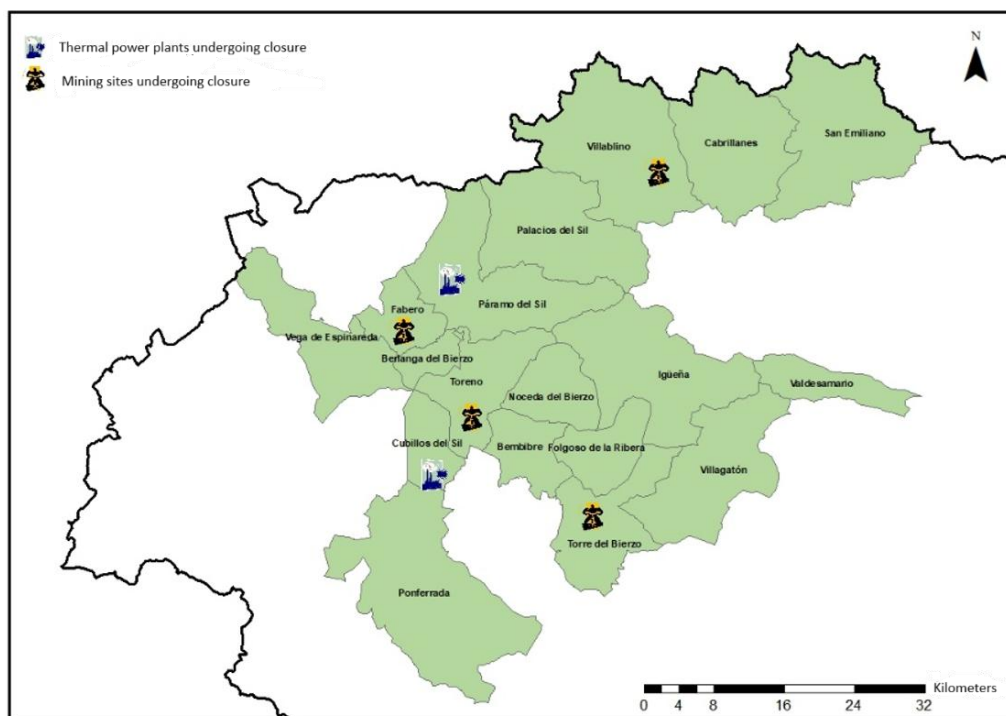 Thermal power plants undergoing closure
Mining sites undergoing closure
N
San Emiliano
Cabrillanes
Villablino
Palacios del Sil
Páramo del Sil
Fabero
Vega de Espinareda
Berlanga del Bierzo
Toreno
Igüeña
Valdesamario
Noceda del Bierzo
Cubillos del Sil
Bembibre
Folgoso de la Ribera
Villagatón
Torre del Bierzo
Ponferrada
Kilometers
0 4 8 16 24 32